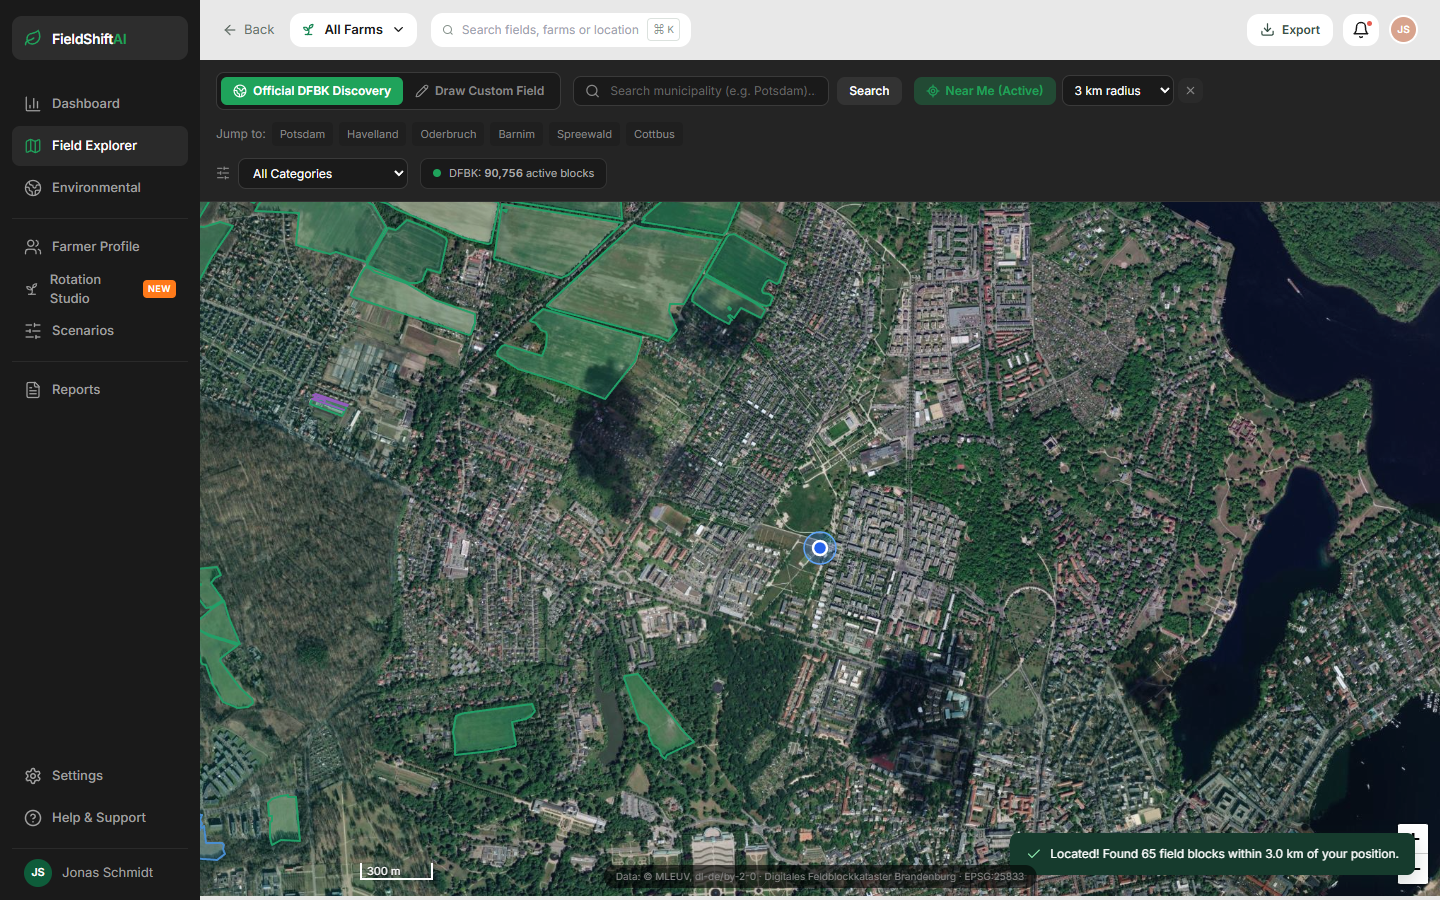 FieldShiftAI
Back
All Farms
Search fields, farms or location
⌘ K
Export
JS
Dashboard
Field Explorer
Environmental
Farmer Profile
Rotation
Studio
NEW
Scenarios
Reports
Settings
Help & Support
JS
Jonas Schmidt
Official DFBK Discovery
Draw Custom Field
Search municipality (e.g. Potsdam)...
Search
Near Me (Active)
3 km radius
Jump to:
Potsdam
Havelland
Oderbruch
Barnim
Spreewald
Cottbus
All Categories
DFBK: 90,756 active blocks
300 m
Located! Found 65 field blocks within 3.0 km of your position.
Data: © MLEUV, dl-de/by-2-0 · Digitales Feldblockkataster Brandenburg · EPSG:25833